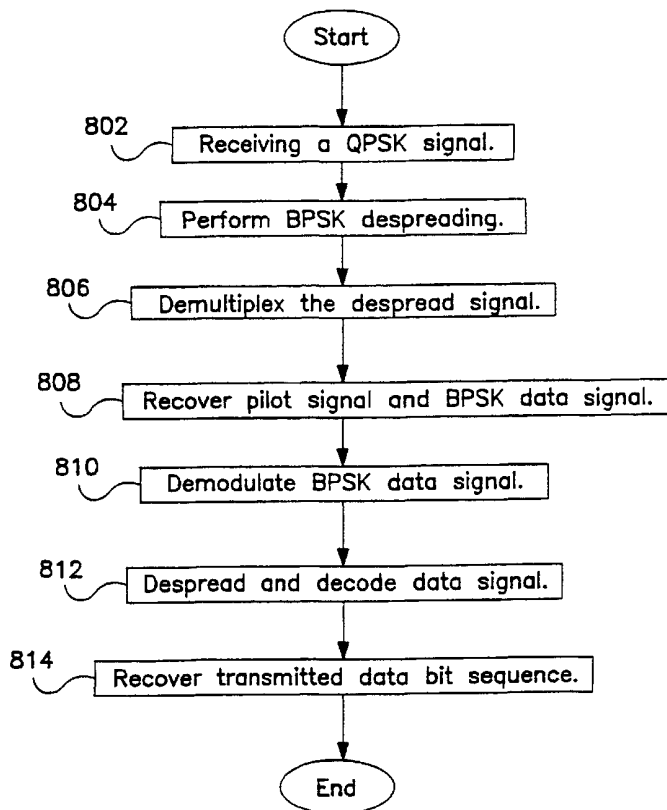 Start
802
Receiving a QPSK signal.
804
Perform BPSK despreading.
806
Demultiplex the despread signal.
808
Recover pilot signal and BPSK data signal.
810
Demodulate BPSK data signal.
812
Despread and decode data signal.
814
Recover transmitted data bit sequence.
End